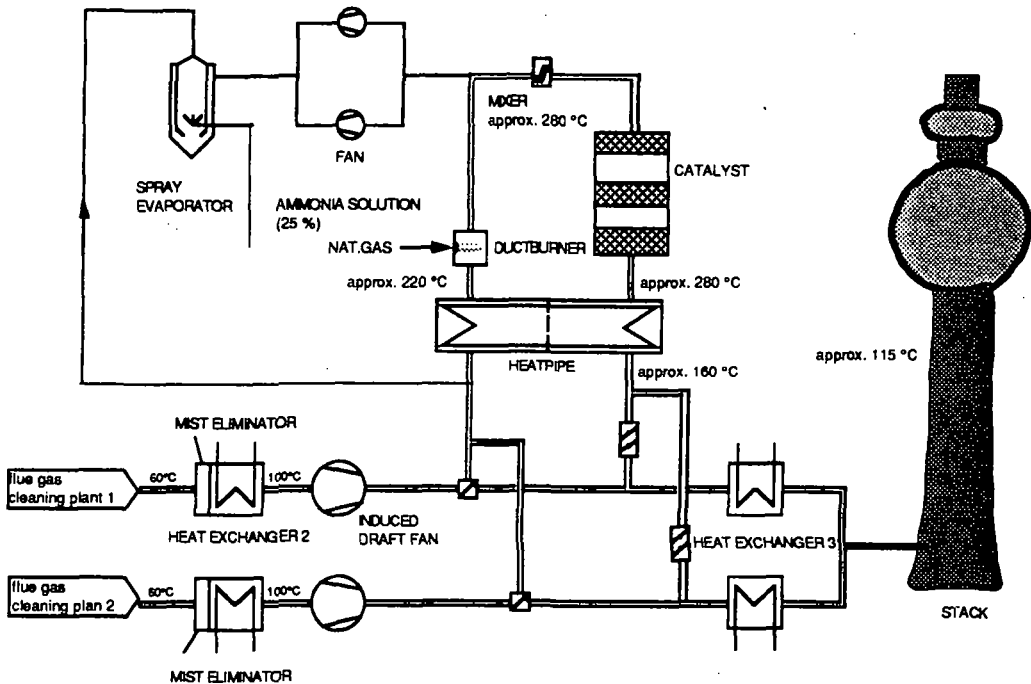 MIXER
approx. 280 °C
CATALYST
FAN
SPRAY
EVAPORATOR
AMMONIA SOLUTION
(25 %)
NAT.GAS
DUCTBURNER
approx. 220 °C
approx. 280 °C
HEATPIPE
approx. 160 °C
approx. 115 °C
MIST ELIMINATOR
flue gas
cleaning plant 1
60°C
100°C
HEAT EXCHANGER 2
INDUCED
DRAFT FAN
HEAT EXCHANGER 3
flue gas
cleaning plan 2
60°C
100°C
STACK
MIST ELIMINATOR